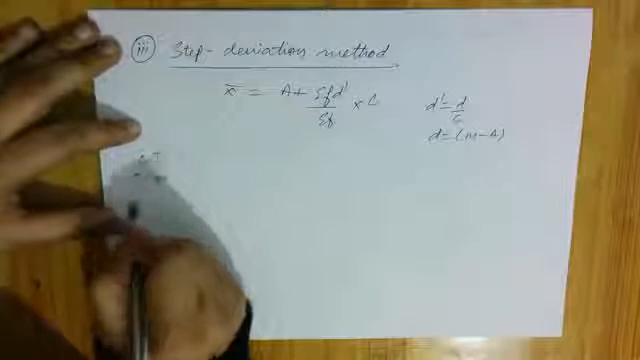 iii Step-deviation method
x̄ = A + Σfd' / Σf × C
d' = d / C
d = (m - A)